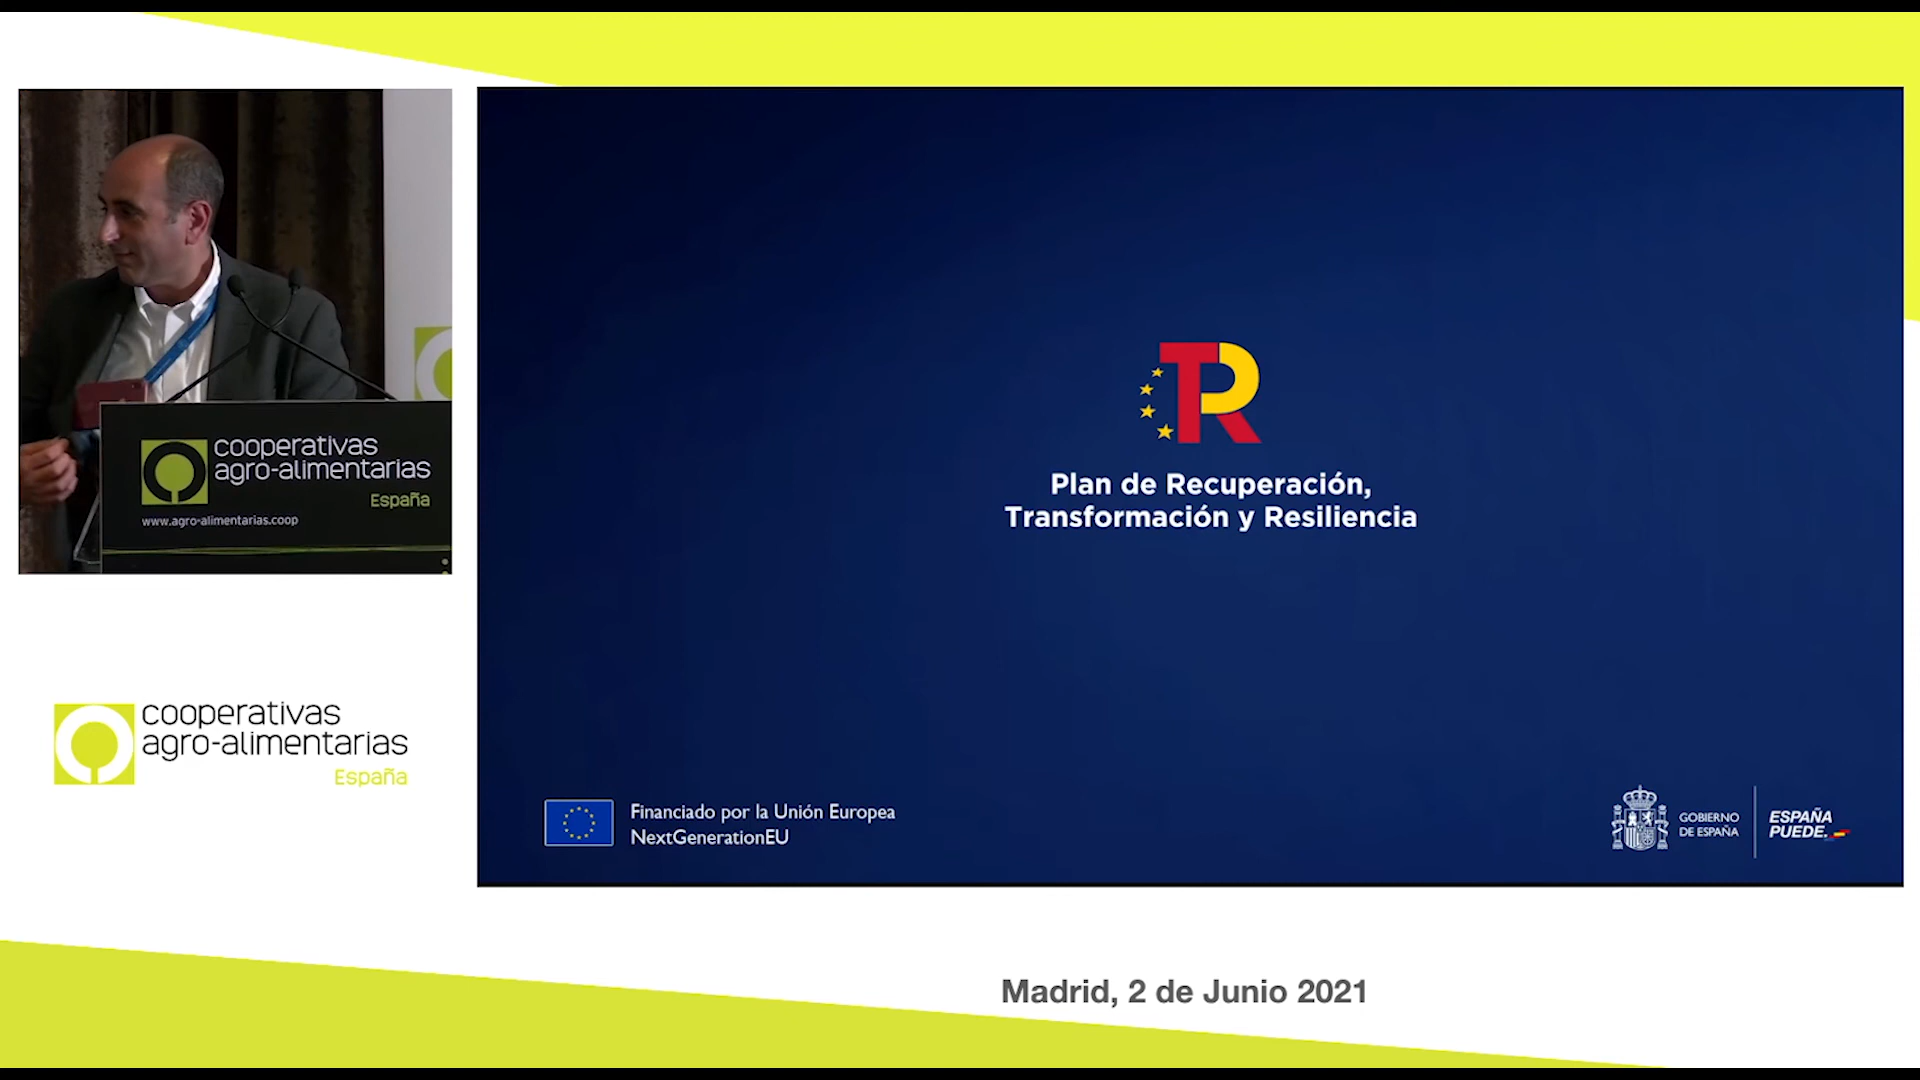 cooperativas
agro-alimentarias
España
www.agro-alimentarias.coop
cooperativas
agro-alimentarias
España
TR
Plan de Recuperación,
Transformación y Resiliencia
Financiado por la Unión Europea
NextGenerationEU
GOBIERNO
DE ESPAÑA
ESPAÑA
PUEDE.
Madrid, 2 de Junio 2021